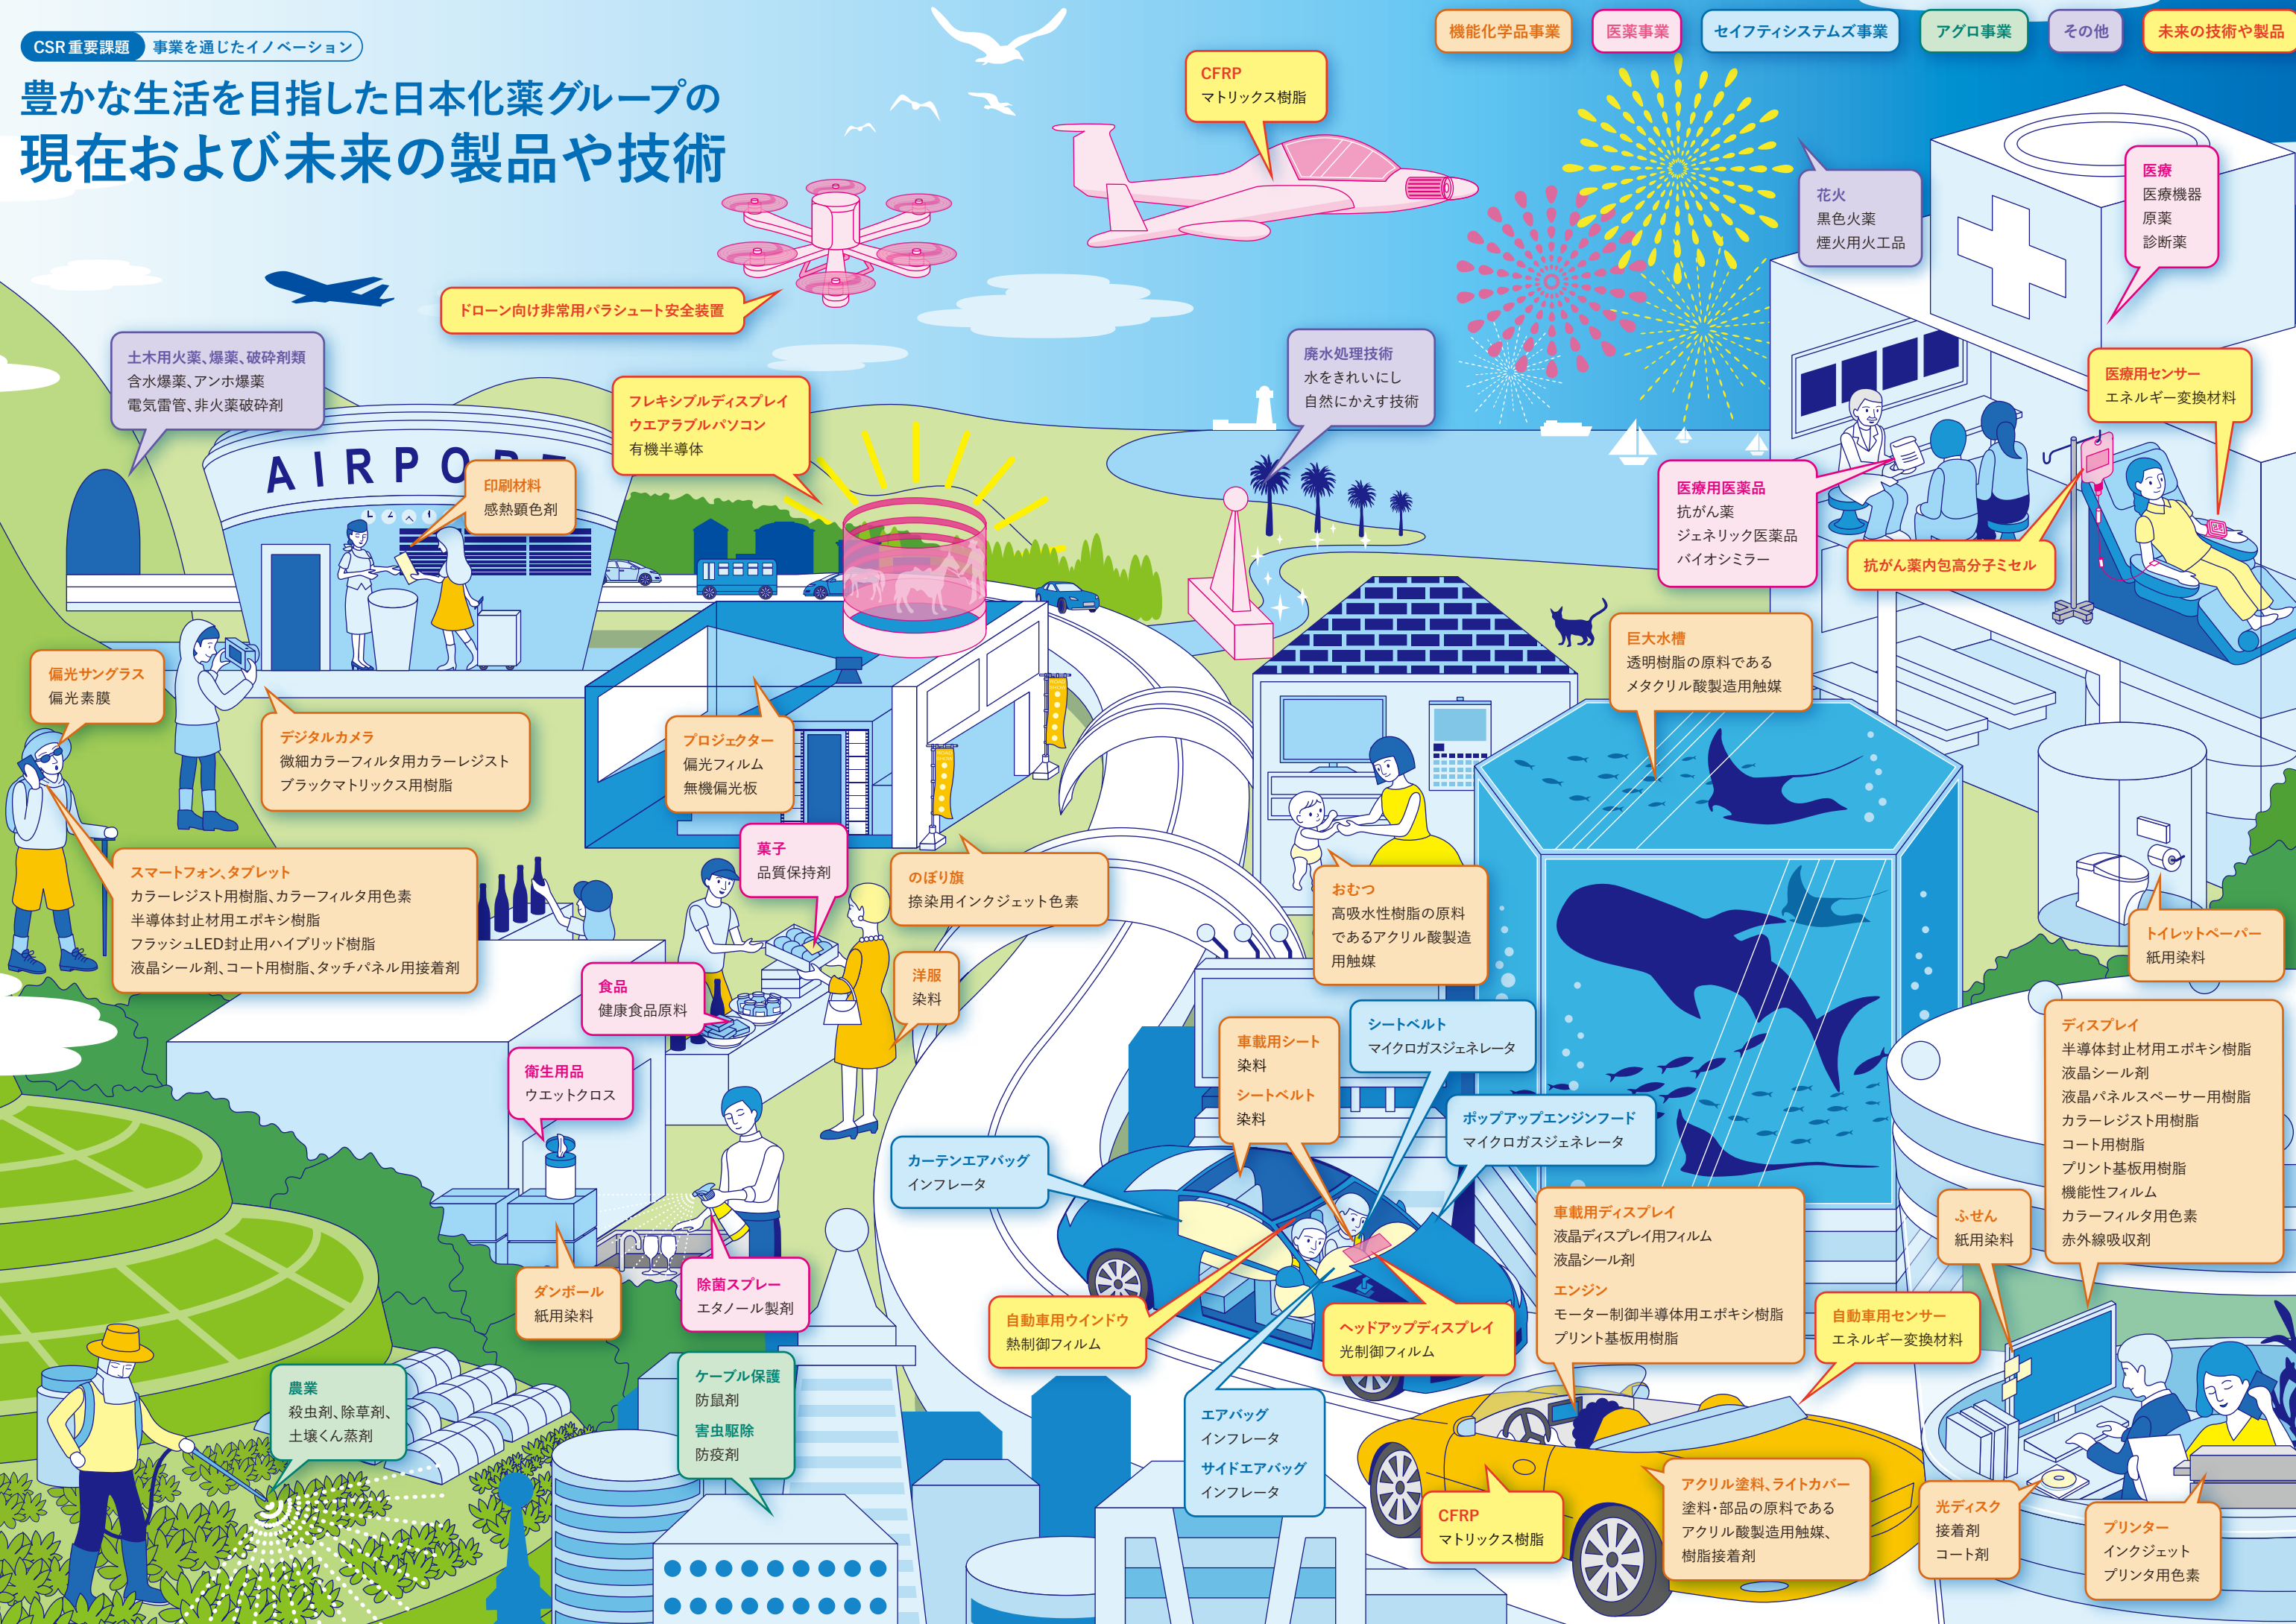 CSR重要課題 事業を通じたイノベーション
豊かな生活を目指した日本化薬グループの
現在および未来の製品や技術
機能化学品事業
医薬事業
セイフティシステムズ事業
アグロ事業
その他
未来の技術や製品
CFRP
マトリックス樹脂
花火
黒色火薬
煙火用火工品
医療
医療機器
原薬
診断薬
ドローン向け非常用パラシュート安全装置
土木用火薬、爆薬、破砕剤類
含水爆薬、アンホ爆薬
電気雷管、非火薬破砕剤
フレキシブルディスプレイ
ウエアラブルパソコン
有機半導体
廃水処理技術
水をきれいにし
自然にかえす技術
医療用センサー
エネルギー変換材料
AIRPORT
印刷材料
感熱顕色剤
医療用医薬品
抗がん薬
ジェネリック医薬品
バイオシミラー
抗がん薬内包高分子ミセル
偏光サングラス
偏光素膜
デジタルカメラ
微細カラーフィルタ用カラーレジスト
ブラックマトリックス用樹脂
プロジェクター
偏光フィルム
無機偏光板
巨大水槽
透明樹脂の原料である
メタクリル酸製造用触媒
スマートフォン、タブレット
カラーレジスト用樹脂、カラーフィルタ用色素
半導体封止材用エポキシ樹脂
フラッシュLED封止用ハイブリッド樹脂
液晶シール剤、コート用樹脂、タッチパネル用接着剤
菓子
品質保持剤
のぼり旗
捺染用インクジェット色素
おむつ
高吸水性樹脂の原料
であるアクリル酸製造
用触媒
トイレットペーパー
紙用染料
食品
健康食品原料
洋服
染料
衛生用品
ウエットクロス
車載用シート
染料
シートベルト
染料
シートベルト
マイクロガスジェネレータ
ポップアップエンジンフード
マイクロガスジェネレータ
ディスプレイ
半導体封止材用エポキシ樹脂
液晶シール剤
液晶パネルスペーサー用樹脂
カラーレジスト用樹脂
コート用樹脂
プリント基板用樹脂
機能性フィルム
カラーフィルタ用色素
赤外線吸収剤
カーテンエアバッグ
インフレータ
車載用ディスプレイ
液晶ディスプレイ用フィルム
液晶シール剤
エンジン
モーター制御半導体用エポキシ樹脂
プリント基板用樹脂
ふせん
紙用染料
ダンボール
紙用染料
除菌スプレー
エタノール製剤
自動車用ウインドウ
熱制御フィルム
ヘッドアップディスプレイ
光制御フィルム
自動車用センサー
エネルギー変換材料
農業
殺虫剤、除草剤、
土壌くん蒸剤
ケーブル保護
防鼠剤
害虫駆除
防疫剤
エアバッグ
インフレータ
サイドエアバッグ
インフレータ
CFRP
マトリックス樹脂
アクリル塗料、ライトカバー
塗料・部品の原料である
アクリル酸製造用触媒、
樹脂接着剤
光ディスク
接着剤
コート剤
プリンター
インクジェット
プリンタ用色素